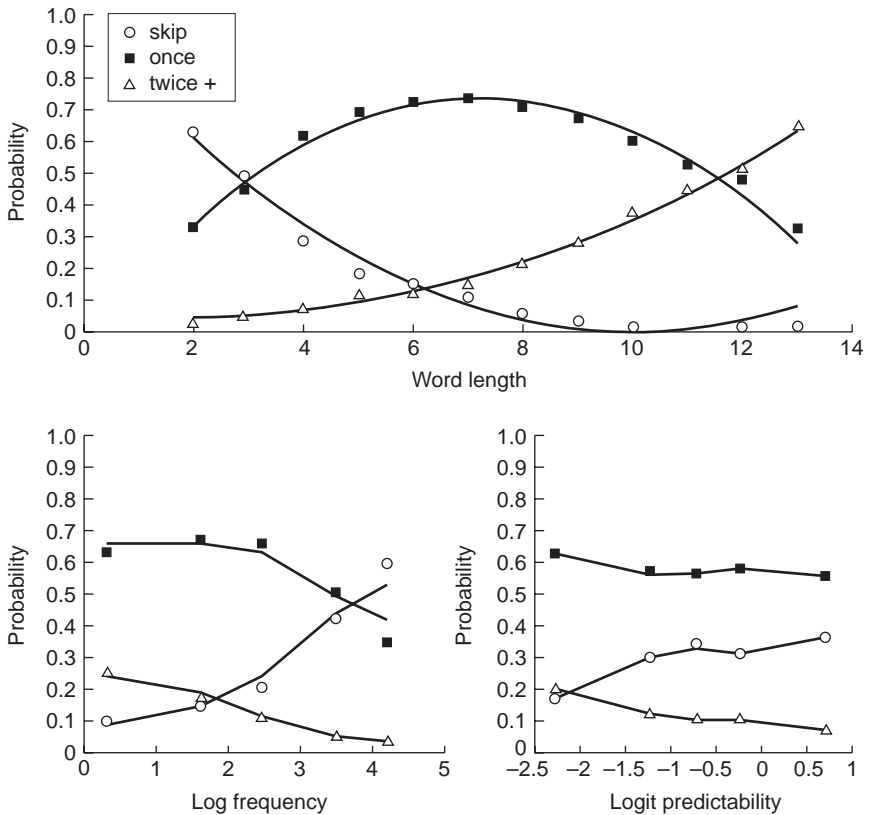 1.0
0.9
0.8
0.7
0.6
0.5
0.4
0.3
0.2
0.1
0
Probability
skip
once
twice +
0 2 4 6 8 10 12 14
Word length
1.0
0.9
0.8
0.7
0.6
0.5
0.4
0.3
0.2
0.1
0
Probability
0 1 2 3 4 5
Log frequency
1.0
0.9
0.8
0.7
0.6
0.5
0.4
0.3
0.2
0.1
0
Probability
–2.5 –2 –1.5 –1 –0.5 0 0.5 1
Logit predictability